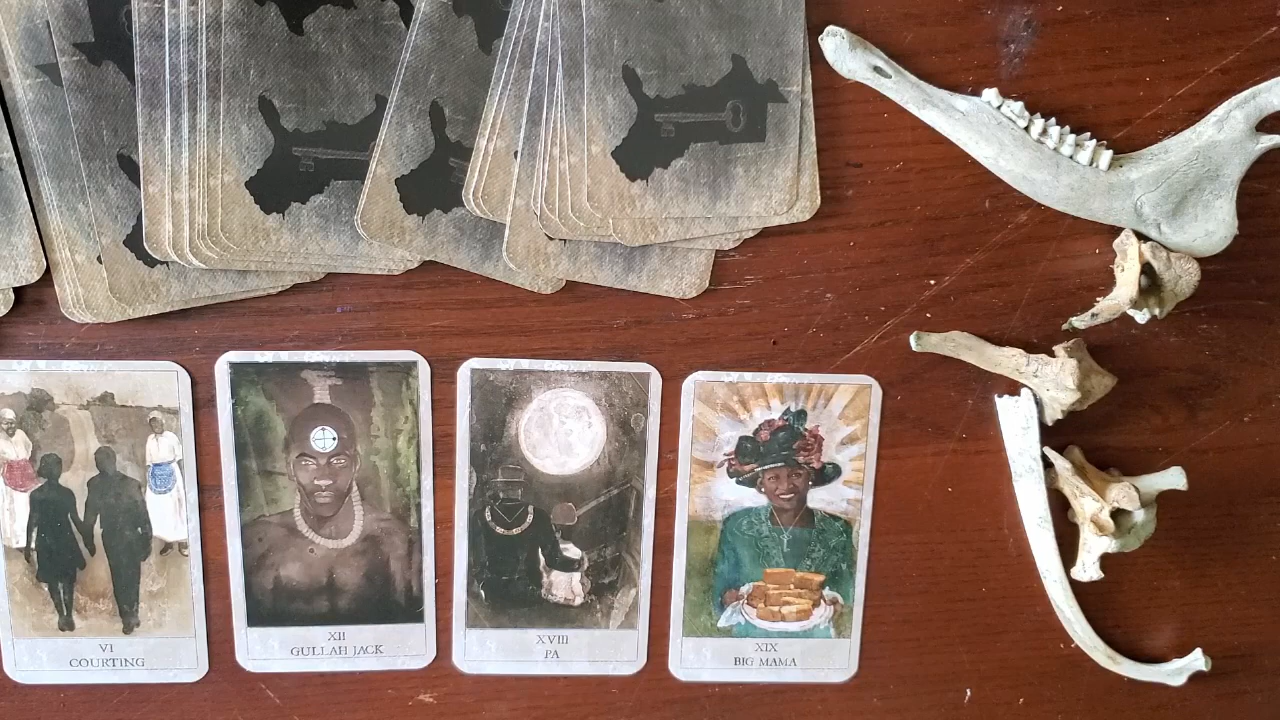 VI
COURTING
XII
GULLAH JACK
XVIII
PA
XIX
BIG MAMA